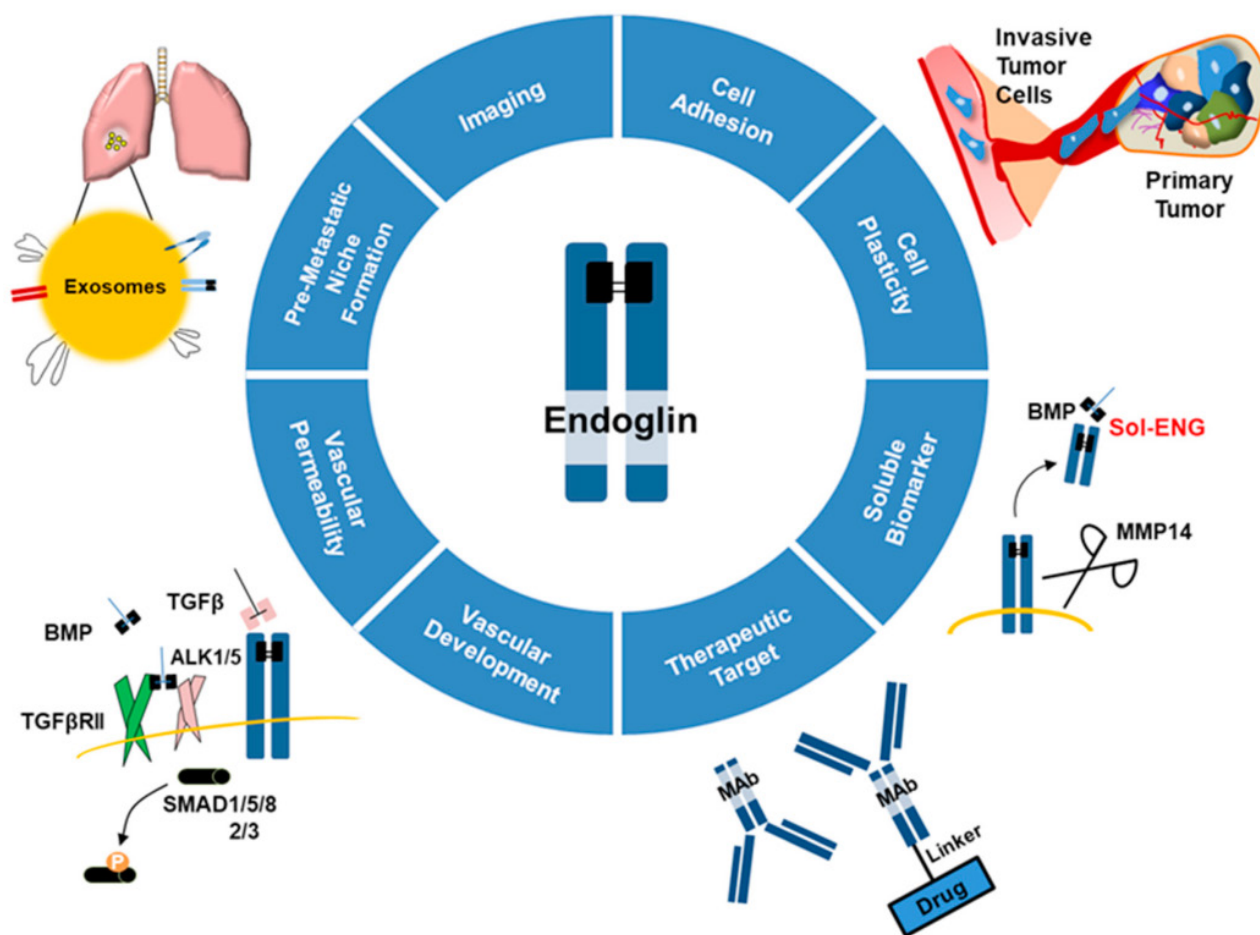 Imaging
Cell
Adhesion
Cell
Plasticity
Soluble
Biomarker
Therapeutic
Target
Vascular
Development
Vascular
Permeability
Pre-Metastatic
Niche
Formation
Endoglin
Invasive
Tumor
Cells
Primary
Tumor
Exosomes
BMP
Sol-ENG
MMP14
TGFβ
BMP
ALK1/5
TGFβRII
SMAD1/5/8
2/3
P
MAb
MAb
Linker
Drug